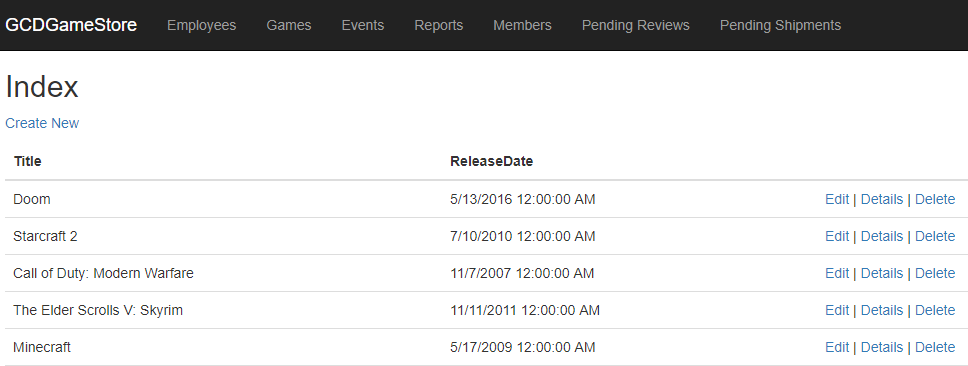 GCDGameStore Employees Games Events Reports Members Pending Reviews Pending Shipments
Index
Create New
Title ReleaseDate
Doom 5/13/2016 12:00:00 AM Edit | Details | Delete
Starcraft 2 7/10/2010 12:00:00 AM Edit | Details | Delete
Call of Duty: Modern Warfare 11/7/2007 12:00:00 AM Edit | Details | Delete
The Elder Scrolls V: Skyrim 11/11/2011 12:00:00 AM Edit | Details | Delete
Minecraft 5/17/2009 12:00:00 AM Edit | Details | Delete